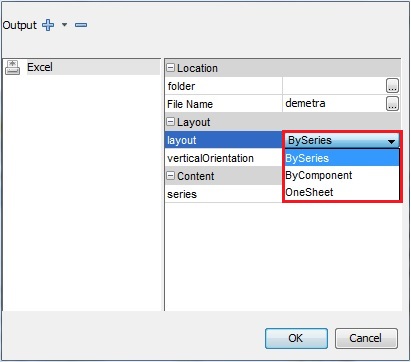 Output
Excel
Location
folder
...
File Name demetra ...
Layout
layout BySeries
BySeries
verticalOrientation
ByComponent
Content
OneSheet
series
OK Cancel